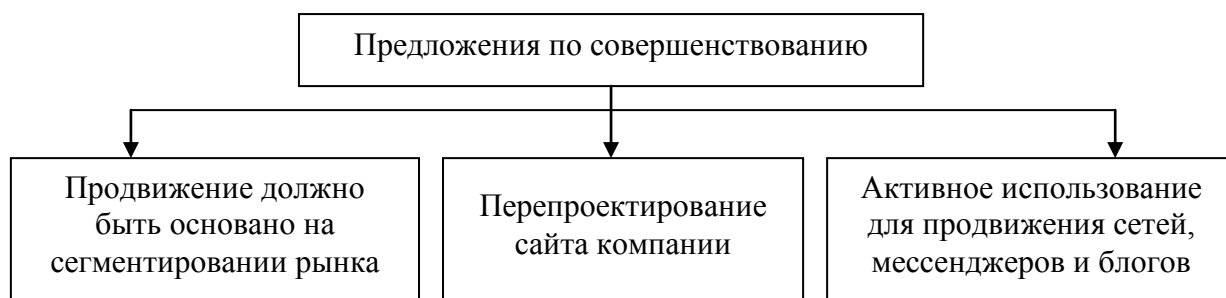 Предложения по совершенствованию
Продвижение должно
быть основано на
сегментировании рынка
Перепроектирование
сайта компании
Активное использование
для продвижения сетей,
мессенджеров и блогов